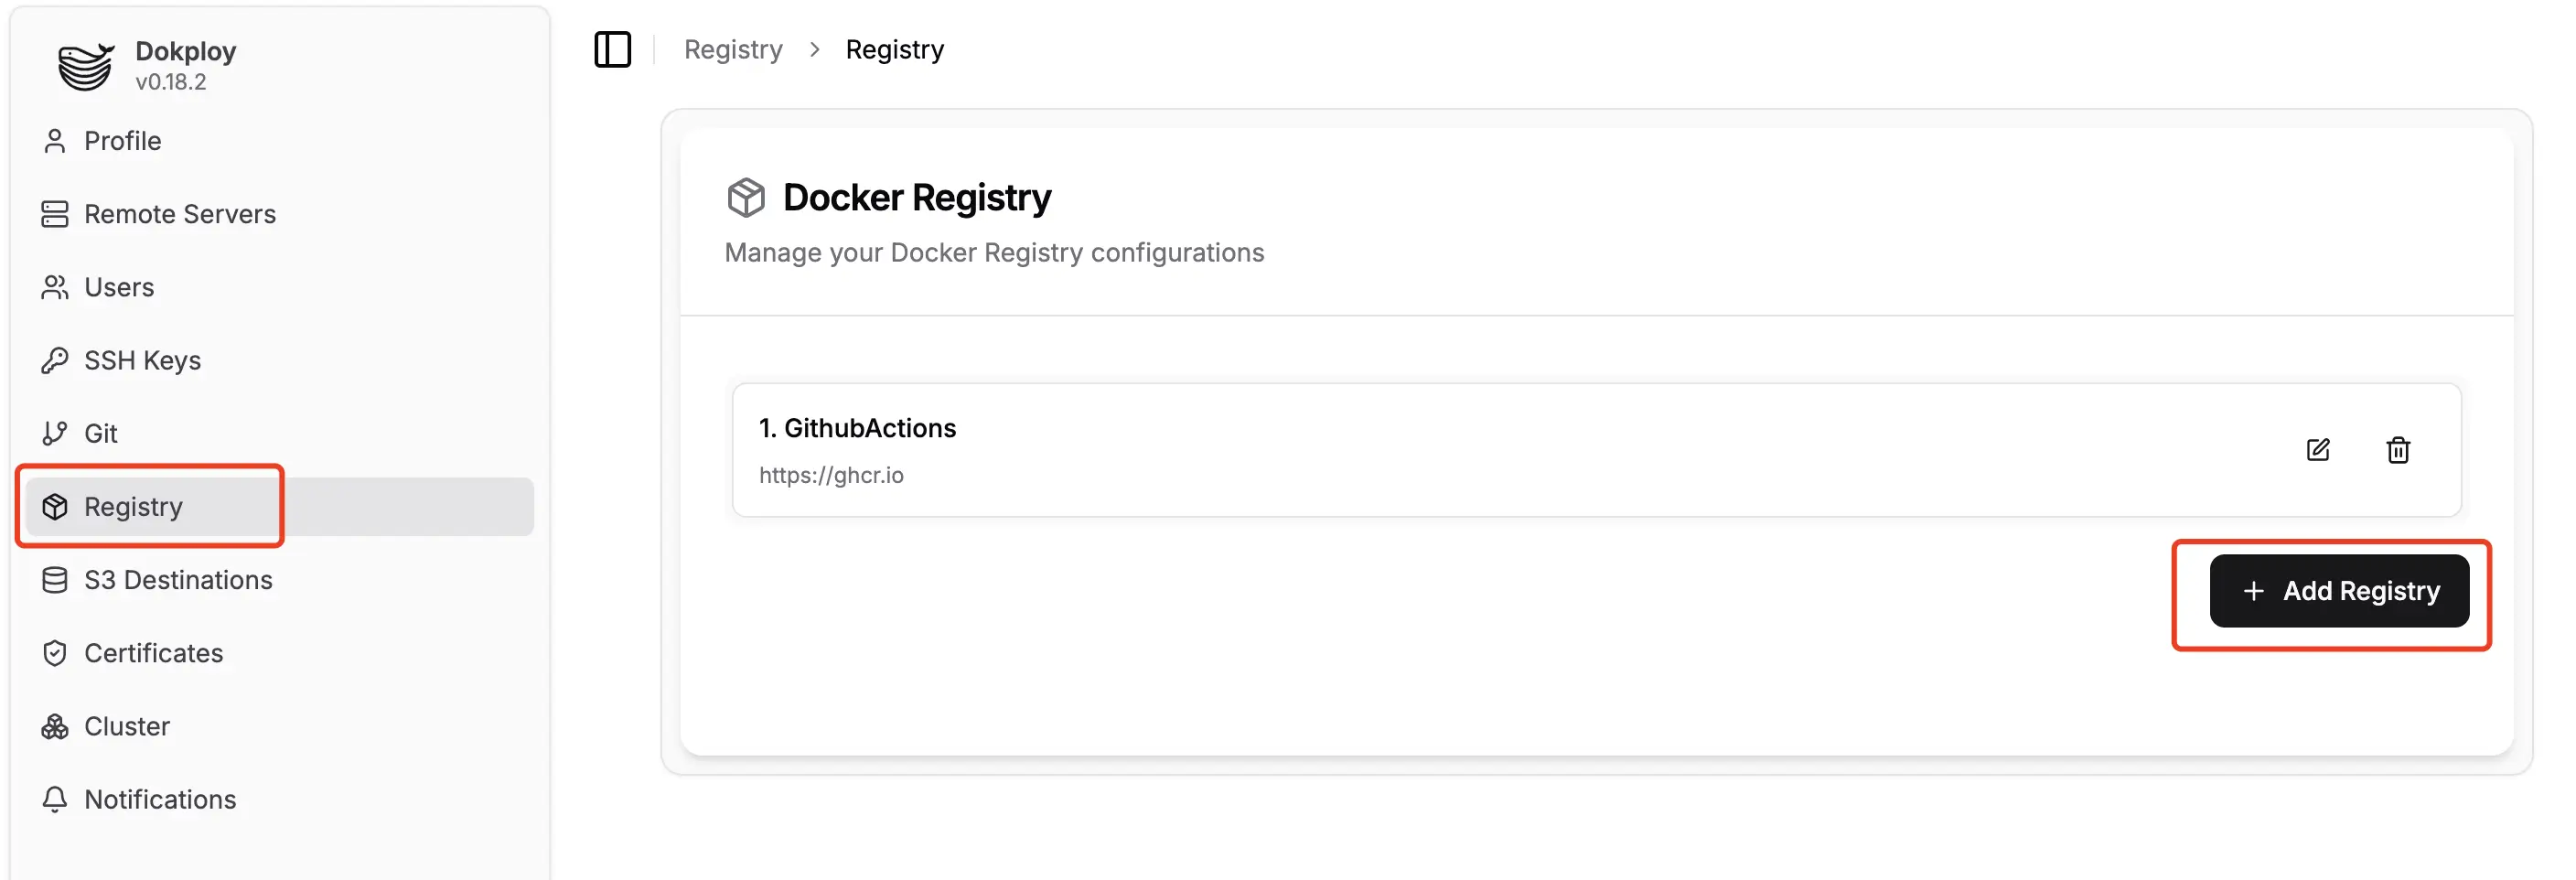 Dokploy
v0.18.2
Profile
Remote Servers
Users
SSH Keys
Git
Registry
S3 Destinations
Certificates
Cluster
Notifications
Registry > Registry
Docker Registry
Manage your Docker Registry configurations
1. GithubActions
https://ghcr.io
+ Add Registry